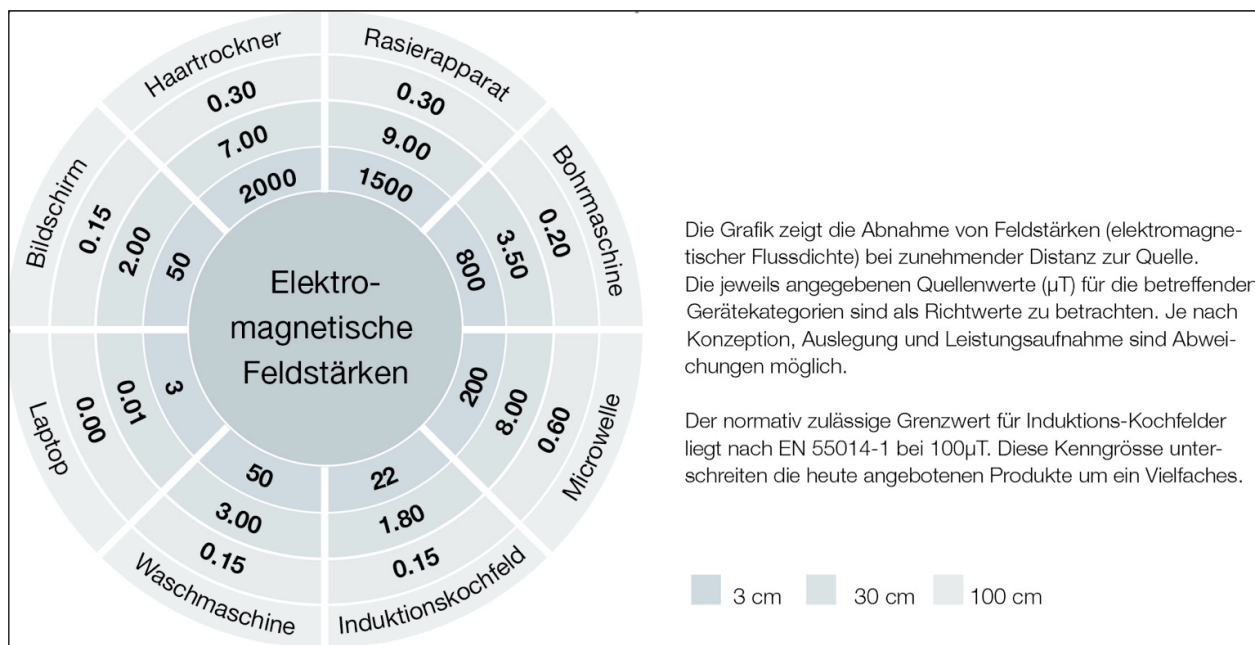 Haartrockner
0.30
7.00
2000
Rasierapparat
0.30
9.00
1500
Bohrmaschine
0.20
3.50
800
Microwelle
0.60
8.00
200
Induktionskochfeld
0.15
1.80
22
Waschmaschine
0.15
3.00
50
Laptop
0.00
0.01
3
Bildschirm
0.15
2.00
50
Elektro-
magnetische
Feldstärken
Die Grafik zeigt die Abnahme von Feldstärken (elektromagne-
tischer Flussdichte) bei zunehmender Distanz zur Quelle.
Die jeweils angegebenen Quellenwerte (µT) für die betreffenden
Gerätekategorien sind als Richtwerte zu betrachten. Je nach
Konzeption, Auslegung und Leistungsaufnahme sind Abwei-
chungen möglich.
Der normativ zulässige Grenzwert für Induktions-Kochfelder
liegt nach EN 55014-1 bei 100µT. Diese Kenngrösse unter-
schreiten die heute angebotenen Produkte um ein Vielfaches.
3 cm
30 cm
100 cm